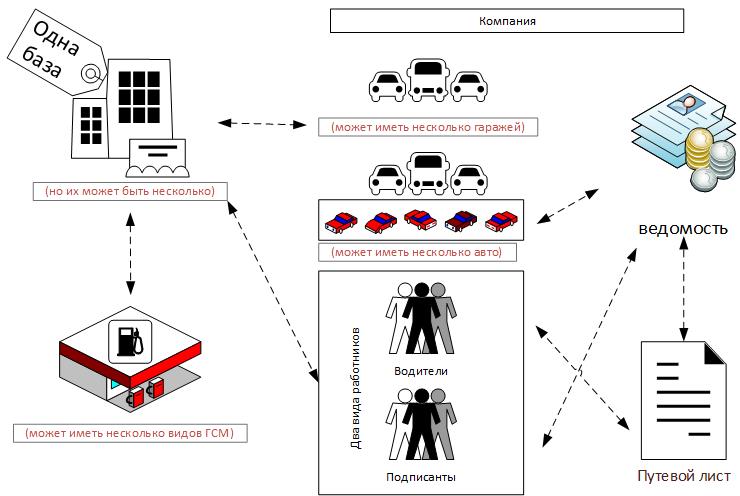 Компания
Одна
база
(может иметь несколько гаражей)
(но их может быть несколько)
(может иметь несколько авто)
ведомость
Два вида работников
Водители
Подписанты
(может иметь несколько видов ГСМ)
Путевой лист